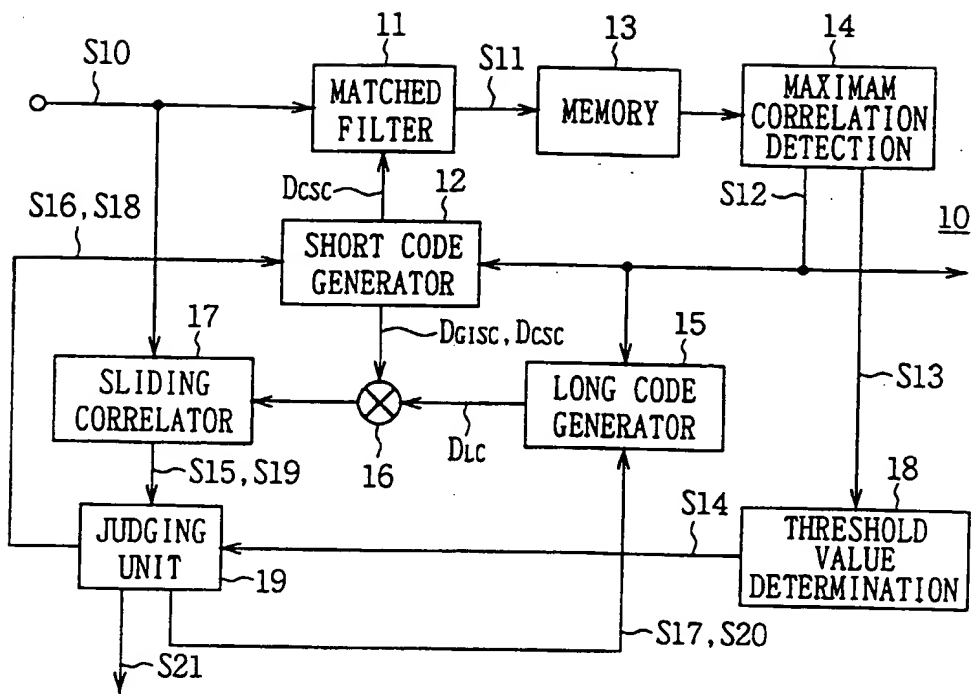 11
13
14
S10
S11
MATCHED
FILTER
MEMORY
MAXIMAM
CORRELATION
DETECTION
DCSC
12
S12
10
S16, S18
SHORT CODE
GENERATOR
17
DGISC, DCSC
15
S13
SLIDING
CORRELATOR
LONG CODE
GENERATOR
DLC
16
S15, S19
S14
18
JUDGING
UNIT
19
THRESHOLD
VALUE
DETERMINATION
S17, S20
S21